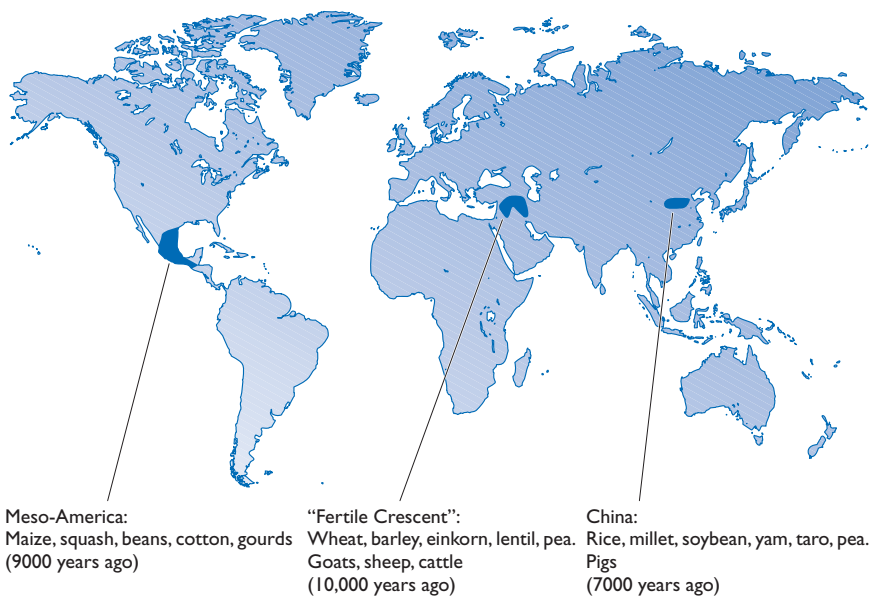 Meso-America:
Maize, squash, beans, cotton, gourds
(9000 years ago)
“Fertile Crescent”:
Wheat, barley, einkorn, lentil, pea.
Goats, sheep, cattle
(10,000 years ago)
China:
Rice, millet, soybean, yam, taro, pea.
Pigs
(7000 years ago)